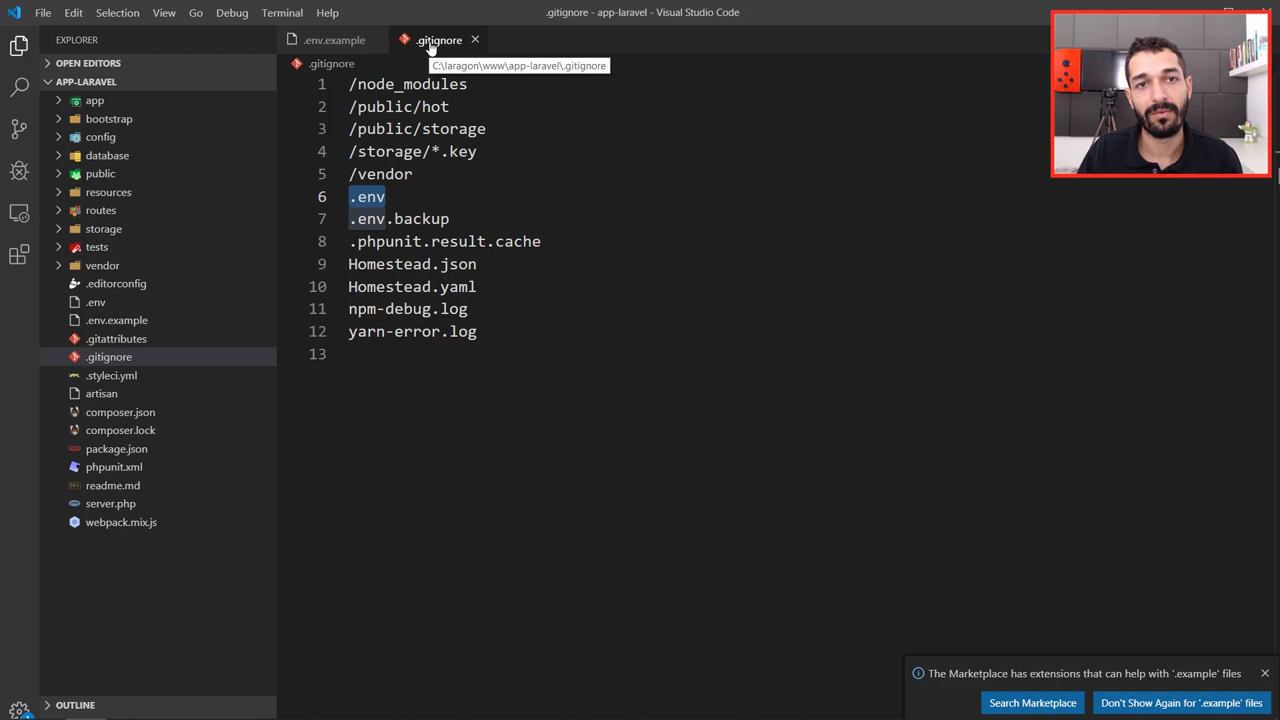 File Edit Selection View Go Debug Terminal Help
.gitignore - app-laravel - Visual Studio Code
EXPLORER
OPEN EDITORS
APP-LARAVEL
app
bootstrap
config
database
public
resources
routes
storage
tests
vendor
.editorconfig
.env
.env.example
.gitattributes
.gitignore
.styleci.yml
artisan
composer.json
composer.lock
package.json
phpunit.xml
readme.md
server.php
webpack.mix.js
OUTLINE
.env.example
.gitignore
.gitignore
C:\laragon\www\app-laravel\.gitignore
1 /node_modules
2 /public/hot
3 /public/storage
4 /storage/*.key
5 /vendor
6 .env
7 .env.backup
8 .phpunit.result.cache
9 Homestead.json
10 Homestead.yaml
11 npm-debug.log
12 yarn-error.log
13
The Marketplace has extensions that can help with '.example' files
Search Marketplace
Don't Show Again for '.example' files